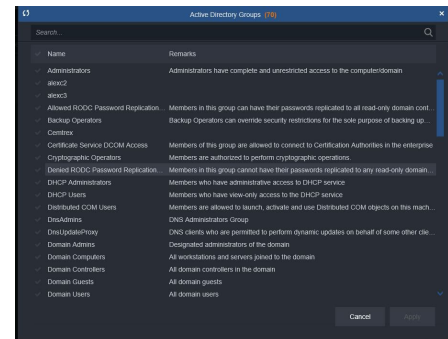 Active Directory Groups (78)
Search...
Name Remarks
Administrators Administrators have complete and unrestricted access to the computer/domain
alexc2
alexc3
Allowed RODC Password Replication... Members in this group can have their passwords replicated to all read-only domain cont...
Backup Operators Backup Operators can override security restrictions for the sole purpose of backing up...
Cemtrex
Certificate Service DCOM Access Members of this group are allowed to connect to Certification Authorities in the enterprise
Cryptographic Operators Members are authorized to perform cryptographic operations.
Denied RODC Password Replication... Members in this group cannot have their passwords replicated to any read-only domain...
DHCP Administrators Members who have administrative access to DHCP service
DHCP Users Members who have view-only access to the DHCP service
Distributed COM Users Members are allowed to launch, activate and use Distributed COM objects on this mach...
DnsAdmins DNS Administrators Group
DnsUpdateProxy DNS clients who are permitted to perform dynamic updates on behalf of some other clie...
Domain Admins Designated administrators of the domain
Domain Computers All workstations and servers joined to the domain
Domain Controllers All domain controllers in the domain
Domain Guests All domain guests
Domain Users All domain users
Cancel Apply